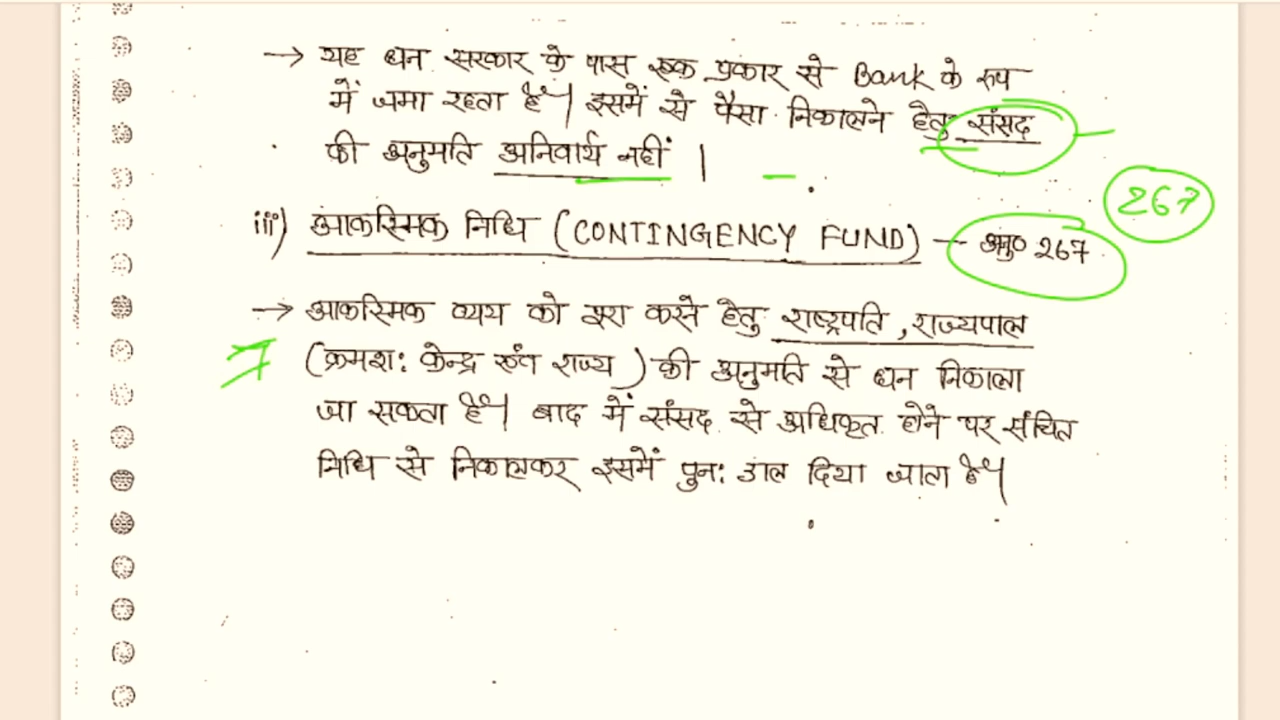 → यह धन सरकार के पास एक प्रकार से Bank के रुप
में जमा रहता है। इसमें से पैसा निकालने हेतु संसद
की अनुमति अनिवार्य नहीं।
267
iii) आकस्मिक निधि (CONTINGENCY FUND) – अनु० 267
→ आकस्मिक व्यय को पूरा करने हेतु राष्ट्रपति, राज्यपाल
(क्रमश: केन्द्र एवं राज्य) की अनुमति से धन निकाला
जा सकता है। बाद में संसद से अधिकृत होने पर संचित
निधि से निकालकर इसमें पुन: डाल दिया जाता है।